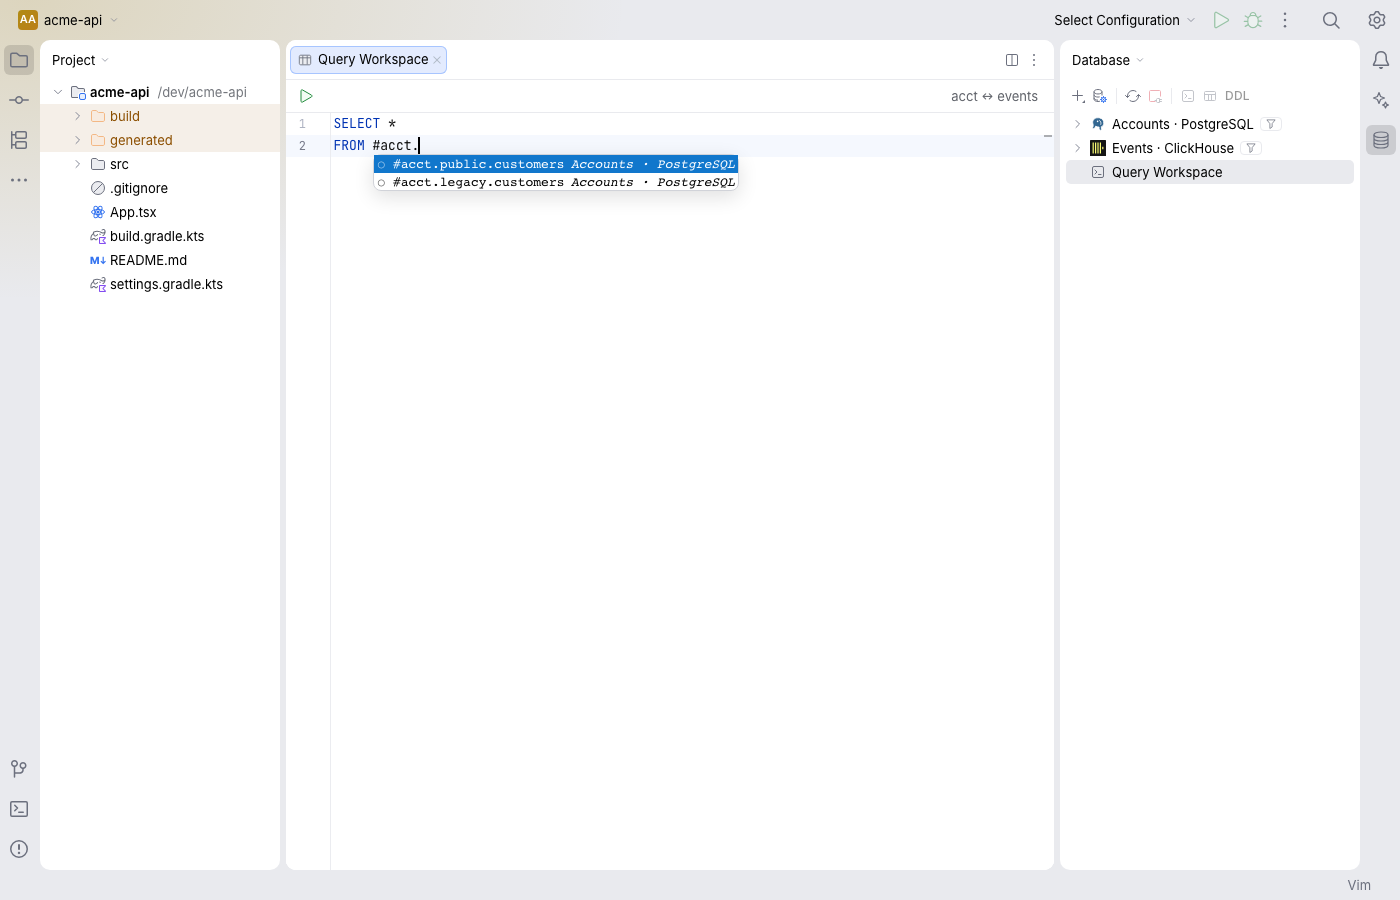 AA acme-api
Select Configuration
Project
acme-api /dev/acme-api
build
generated
src
.gitignore
App.tsx
build.gradle.kts
M↓ README.md
settings.gradle.kts
Query Workspace
acct ↔ events
1 SELECT *
2 FROM #acct.
#acct.public.customers Accounts · PostgreSQL
#acct.legacy.customers Accounts · PostgreSQL
Database
DDL
Accounts · PostgreSQL
Events · ClickHouse
Query Workspace
Vim